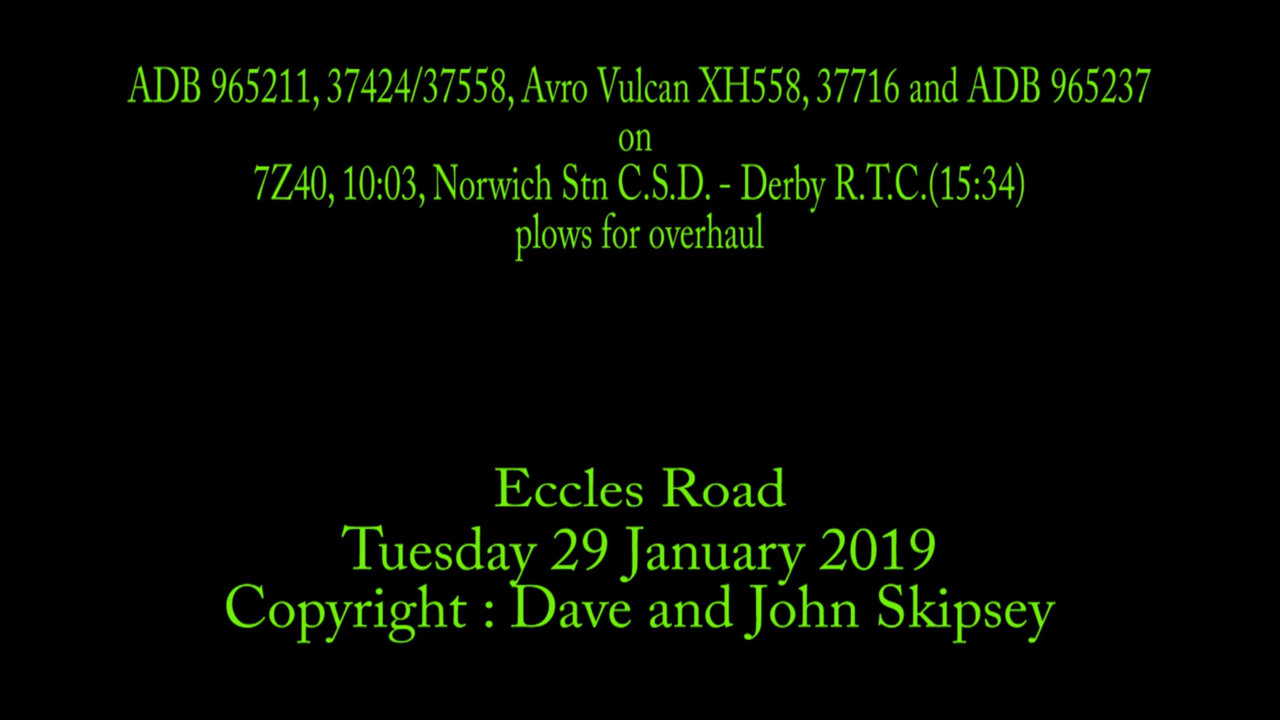 ADB 965211, 37424/37558, Avro Vulcan XH558, 37716 and ADB 965237
on
7Z40, 10:03, Norwich Stn C.S.D. - Derby R.T.C.(15:34)
plows for overhaul
Eccles Road
Tuesday 29 January 2019
Copyright : Dave and John Skipsey